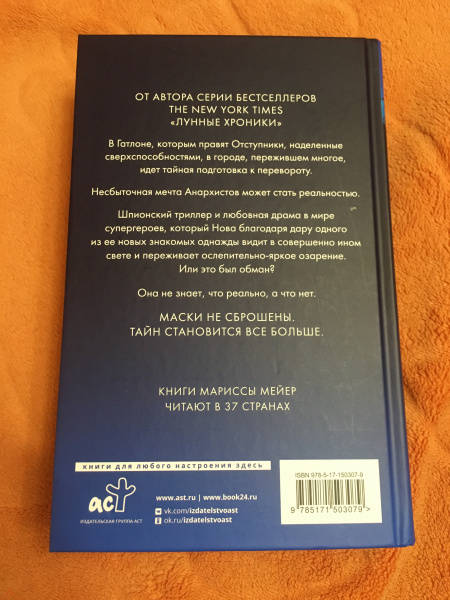 ОТ АВТОРА СЕРИИ БЕСТСЕЛЛЕРОВ
THE NEW YORK TIMES
«ЛУННЫЕ ХРОНИКИ»
В Гатлоне, которым правят Отступники, наделенные
сверхспособностями, в городе, пережившем многое,
идет тайная подготовка к перевороту.
Несбыточная мечта Анархистов может стать реальностью.
Шпионский триллер и любовная драма в мире
супергероев, который Нова благодаря дару одного
из ее новых знакомых однажды видит в совершенно ином
свете и переживает ослепительно-яркое озарение.
Или это был обман?
Она не знает, что реально, а что нет.
МАСКИ НЕ СБРОШЕНЫ.
ТАЙН СТАНОВИТСЯ ВСЕ БОЛЬШЕ.
КНИГИ МАРИССЫ МЕЙЕР
ЧИТАЮТ В 37 СТРАНАХ
книги для любого настроения здесь
аст
ИЗДАТЕЛЬСКАЯ ГРУППА АСТ
www.ast.ru | www.book24.ru
vk.com/izdatelstvoast
ok.ru/izdatelstvoast
ISBN 978-5-17-150307-9
9 785171 503079 >